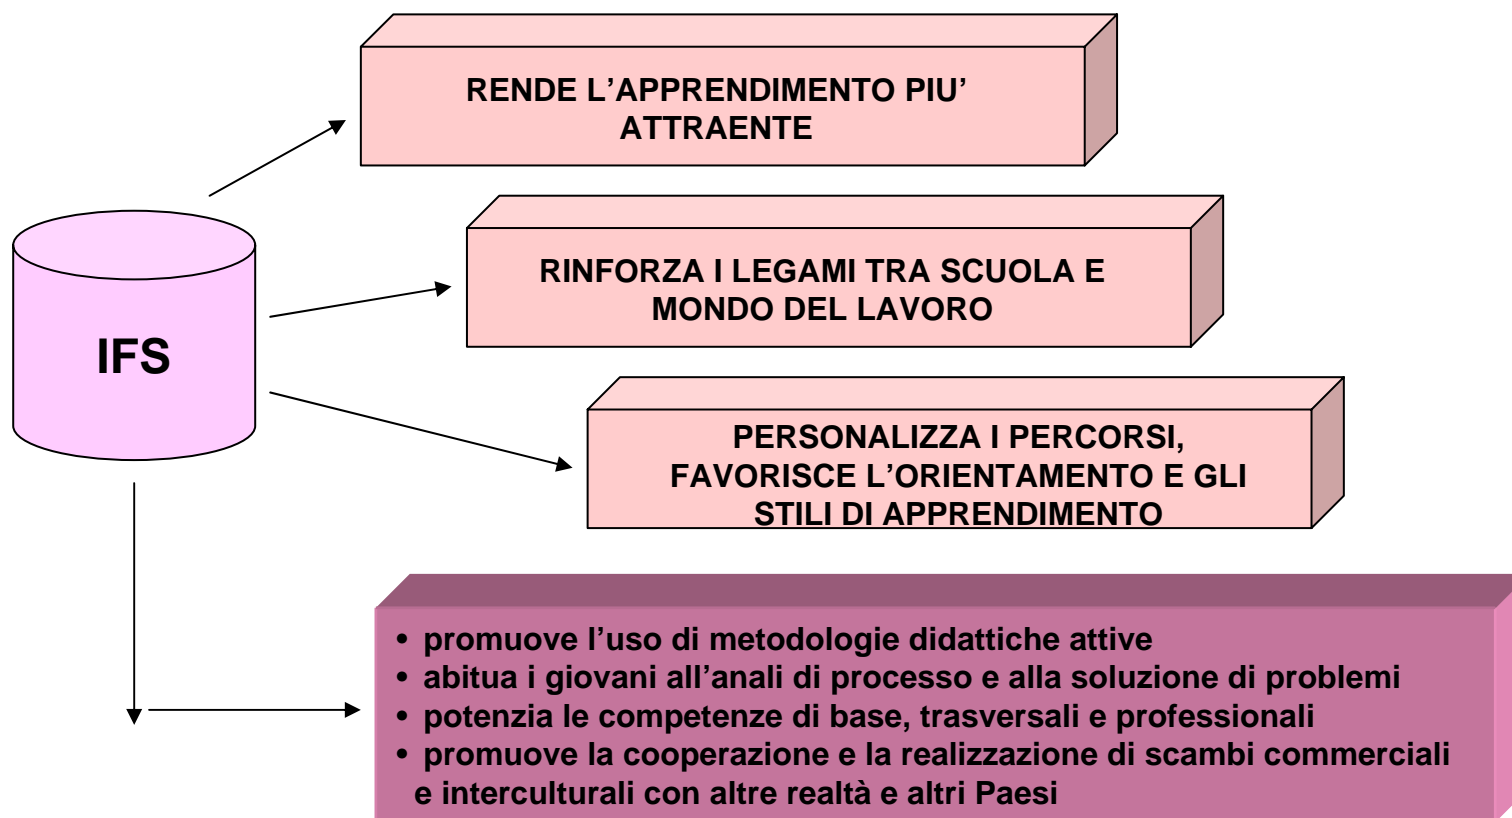 RENDE L’APPRENDIMENTO PIU’
ATTRAENTE
RINFORZA I LEGAMI TRA SCUOLA E
MONDO DEL LAVORO
IFS
PERSONALIZZA I PERCORSI,
FAVORISCE L’ORIENTAMENTO E GLI
STILI DI APPRENDIMENTO
• promuove l’uso di metodologie didattiche attive
• abitua i giovani all’anali di processo e alla soluzione di problemi
• potenzia le competenze di base, trasversali e professionali
• promuove la cooperazione e la realizzazione di scambi commerciali
e interculturali con altre realtà e altri Paesi